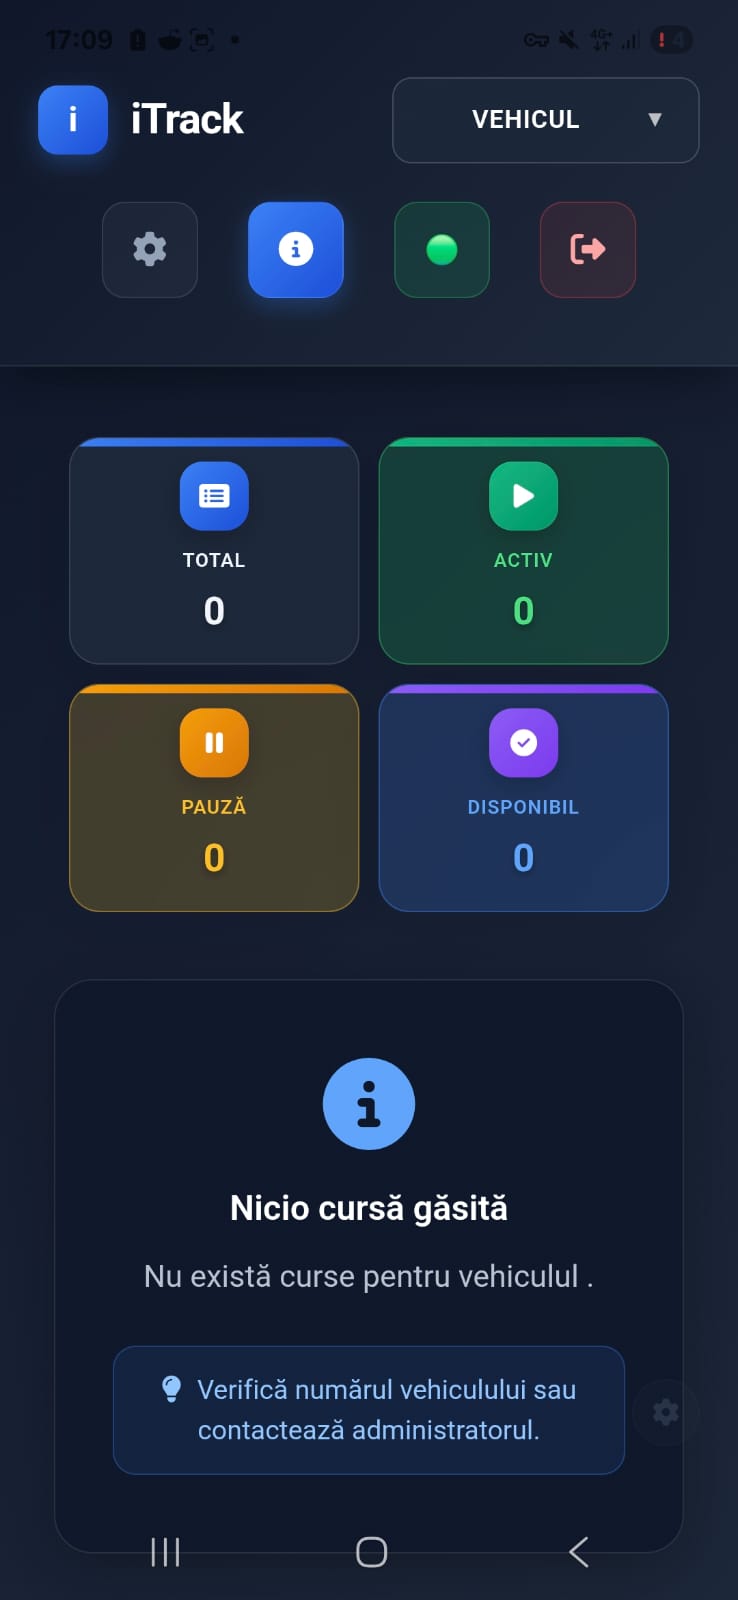 17:09
4G+
4
i
iTrack
VEHICUL
TOTAL
0
ACTIV
0
PAUZĂ
0
DISPONIBIL
0
Nicio cursă găsită
Nu există curse pentru vehiculul .
Verifică numărul vehiculului sau
contactează administratorul.